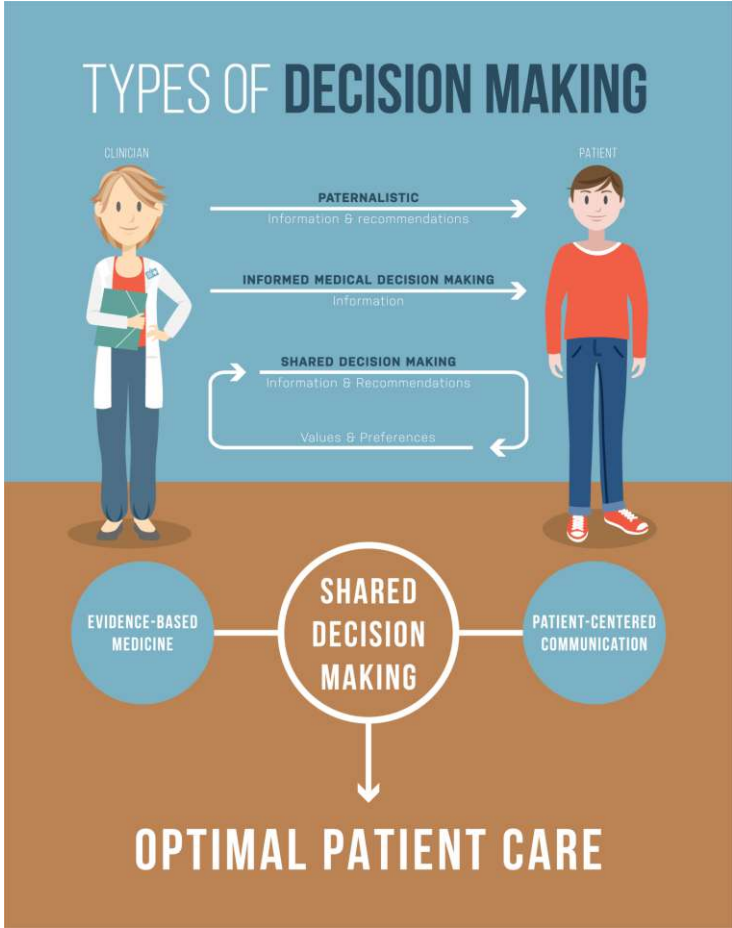 TYPES OF DECISION MAKING
CLINICIAN
PATIENT
PATERNALISTIC
Information & recommendations
INFORMED MEDICAL DECISION MAKING
Information
SHARED DECISION MAKING
Information & Recommendations
Values & Preferences
EVIDENCE-BASED
MEDICINE
SHARED
DECISION
MAKING
PATIENT-CENTERED
COMMUNICATION
OPTIMAL PATIENT CARE